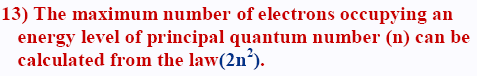 13) The maximum number of electrons occupying an
energy level of principal quantum number (n) can be
calculated from the law(2n²).